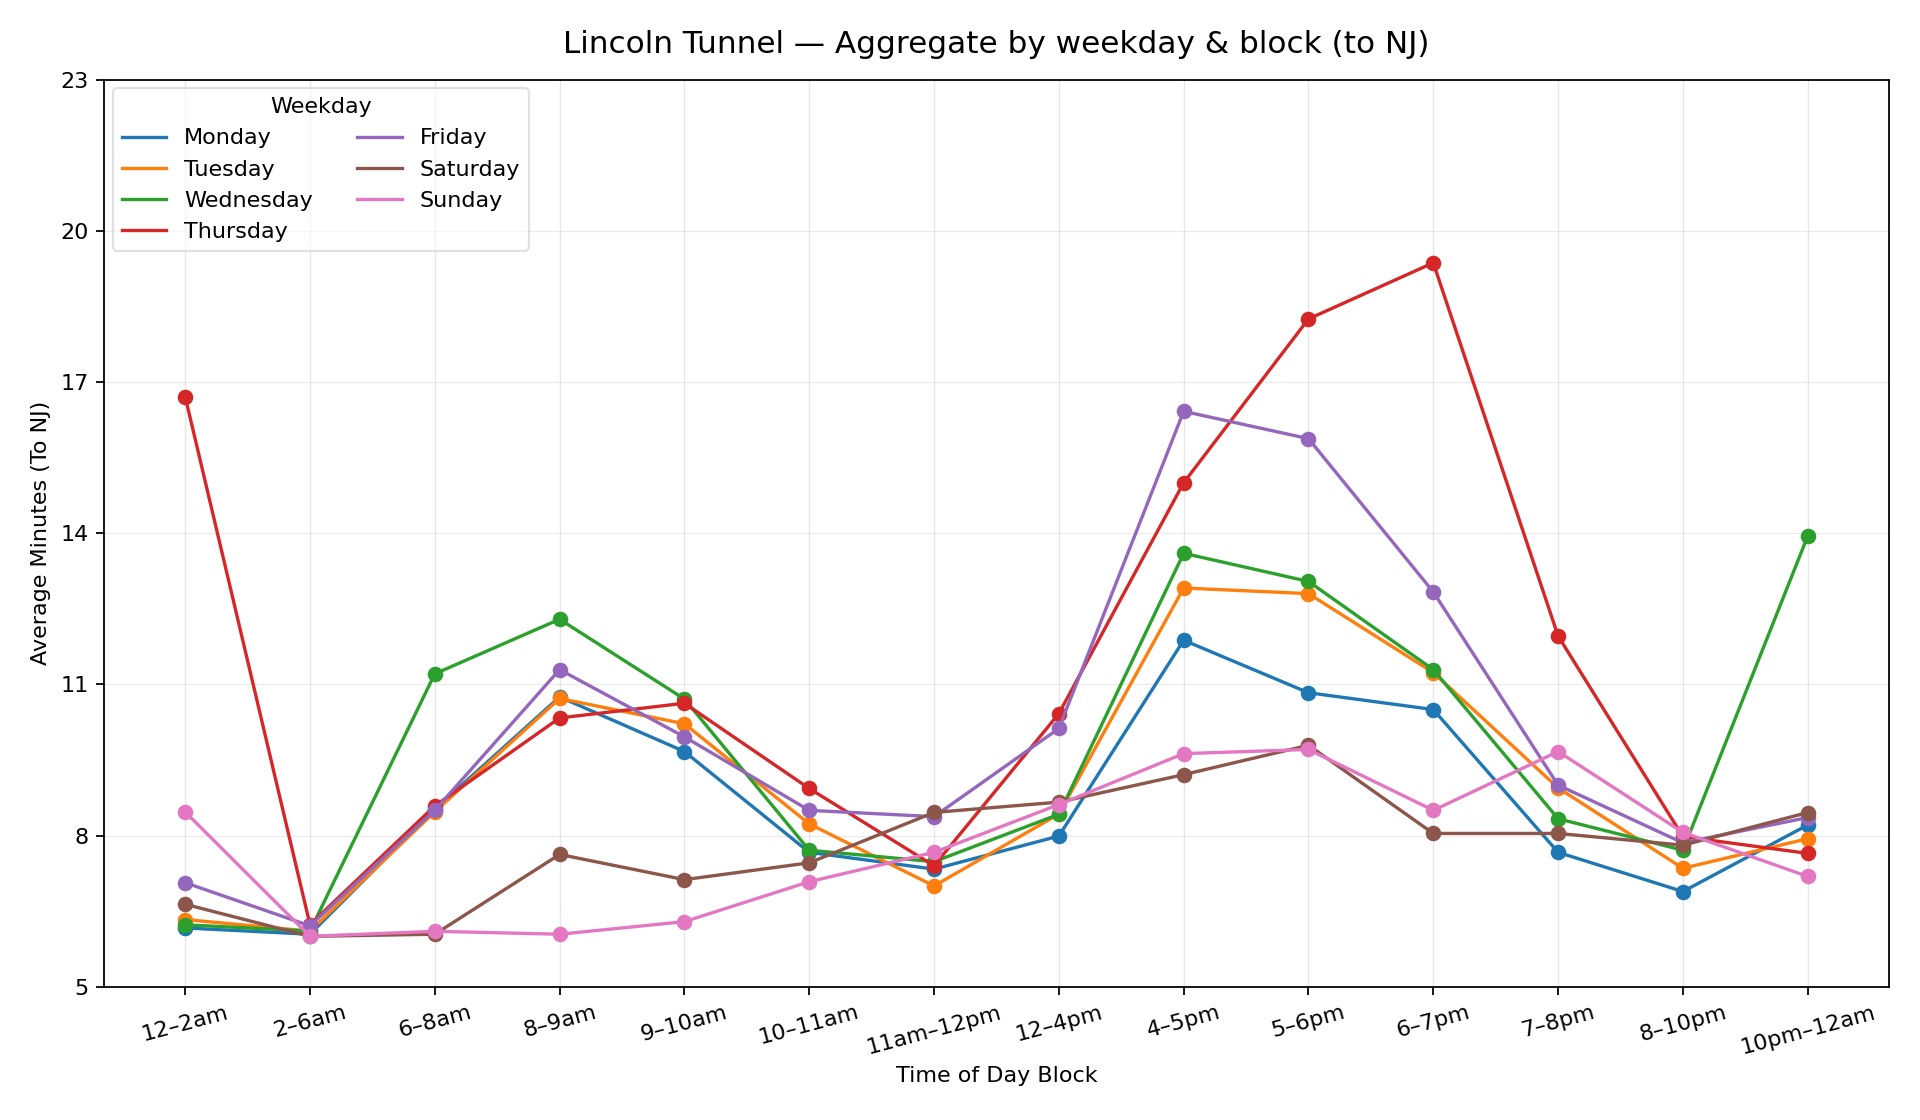 Lincoln Tunnel — Aggregate by weekday & block (to NJ)
Weekday
Monday
Tuesday
Wednesday
Thursday
Friday
Saturday
Sunday
Average Minutes (To NJ)
23
20
17
14
11
8
5
12–2am
2–6am
6–8am
8–9am
9–10am
10–11am
11am–12pm
12–4pm
4–5pm
5–6pm
6–7pm
7–8pm
8–10pm
10pm–12am
Time of Day Block